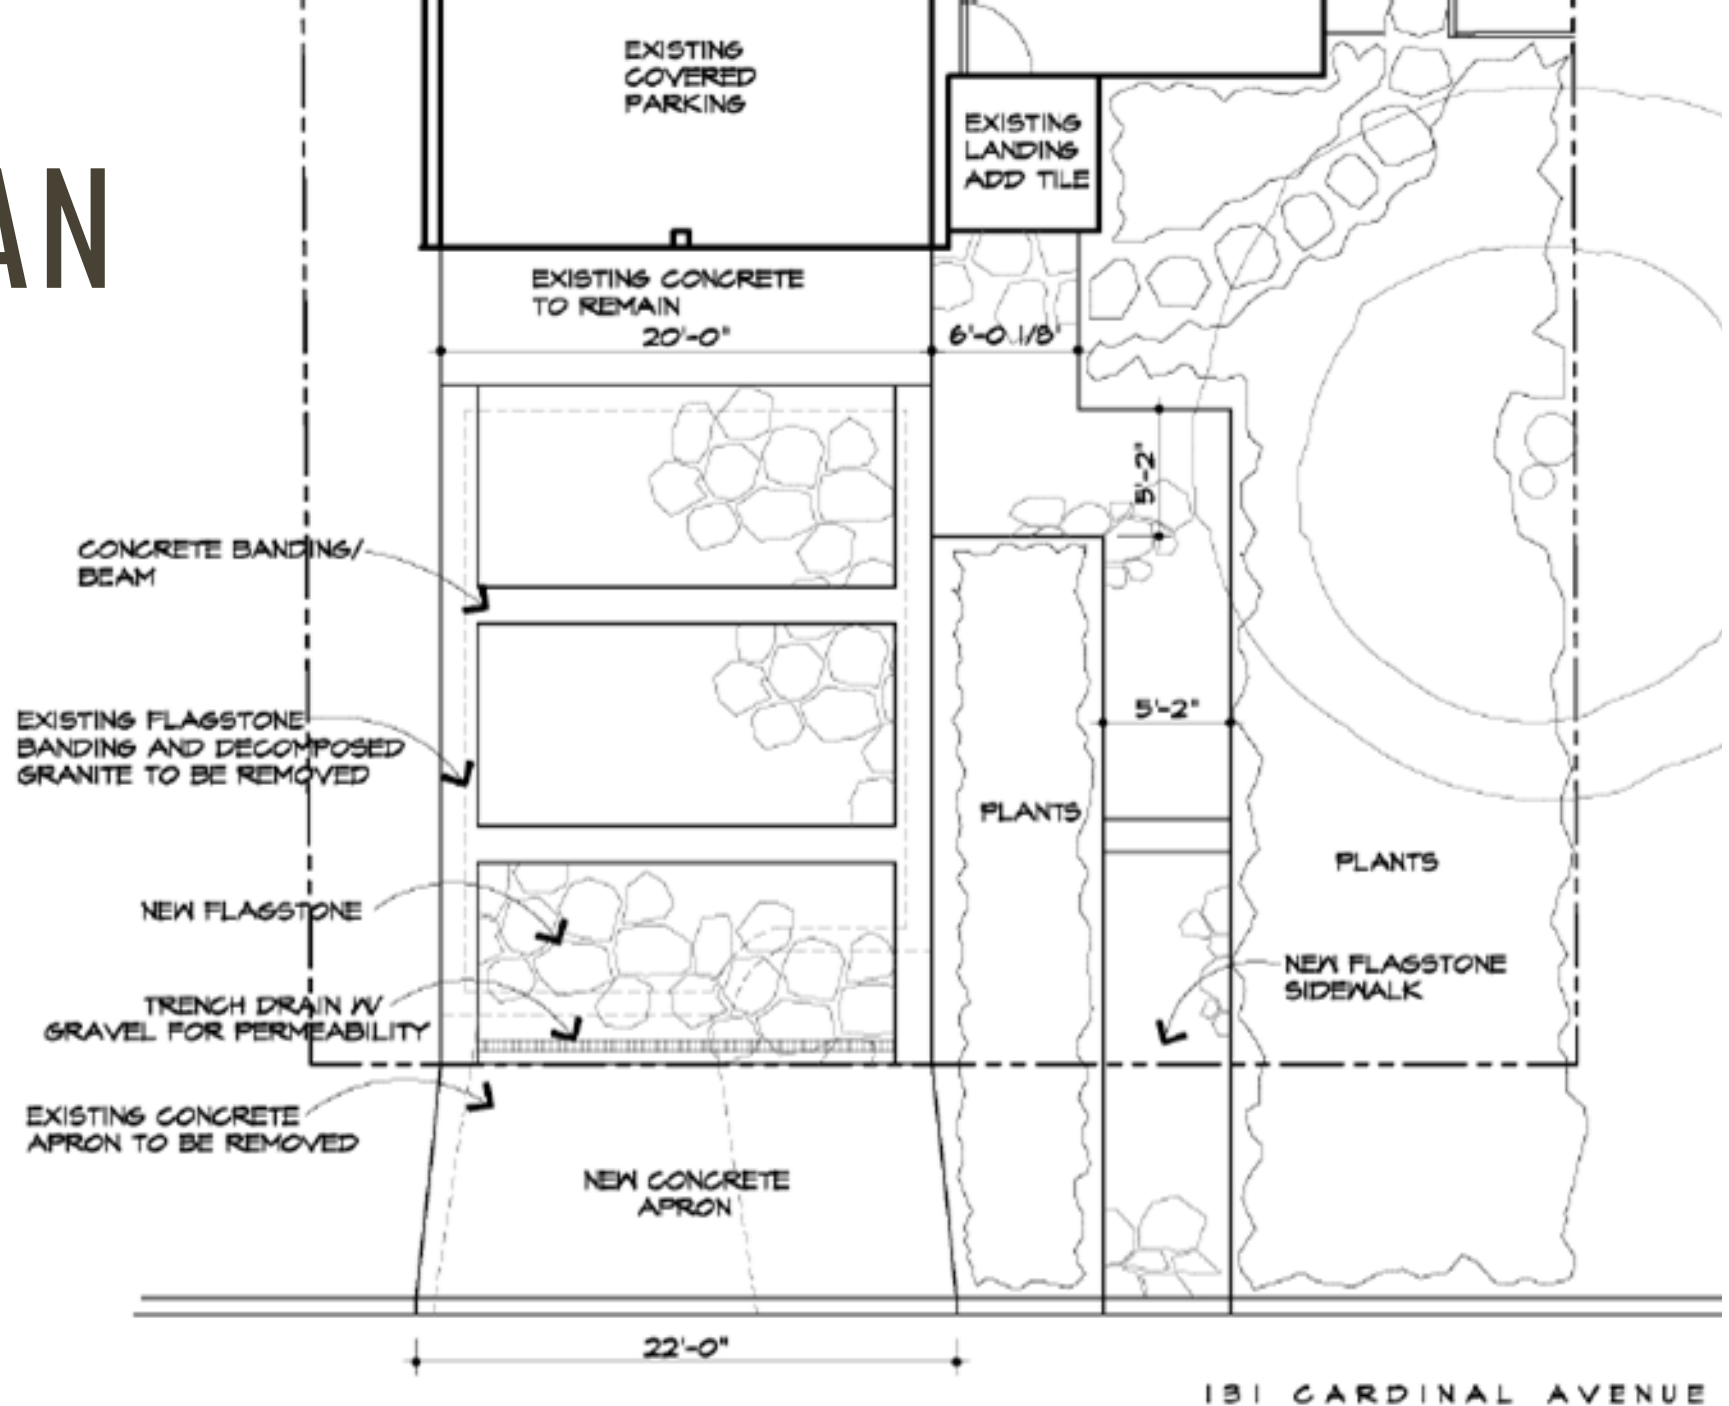 EXISTING
COVERED
PARKING
EXISTING
LANDING
ADD TILE
AN
EXISTING CONCRETE
TO REMAIN
20'-0"
6'-0 1/8"
5'-2"
CONCRETE BANDING/
BEAM
EXISTING FLAGSTONE
BANDING AND DECOMPOSED
GRANITE TO BE REMOVED
5'-2"
PLANTS
PLANTS
NEW FLAGSTONE
NEW FLAGSTONE
SIDEWALK
TRENCH DRAIN W/
GRAVEL FOR PERMEABILITY
EXISTING CONCRETE
APRON TO BE REMOVED
NEW CONCRETE
APRON
22'-0"
131 CARDINAL AVENUE